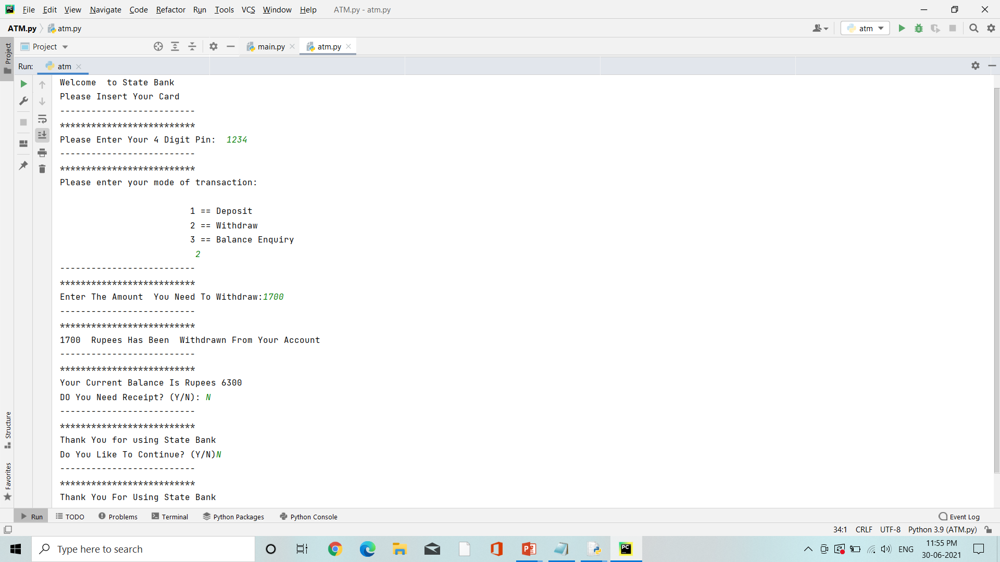 File Edit View Navigate Code Refactor Run Tools VCS Window Help ATM.py - atm.py
ATM.py atm.py atm
Project main.py atm.py
Project
Run: atm
Welcome  to State Bank
Please Insert Your Card
--------------------------
**************************
Please Enter Your 4 Digit Pin:  1234
--------------------------
**************************
Please enter your mode of transaction:
1 == Deposit
2 == Withdraw
3 == Balance Enquiry
2
--------------------------
**************************
Enter The Amount  You Need To Withdraw:1700
--------------------------
**************************
1700  Rupees Has Been  Withdrawn From Your Account
--------------------------
**************************
Your Current Balance Is Rupees 6300
DO You Need Receipt? (Y/N): N
--------------------------
**************************
Thank You for using State Bank
Do You Like To Continue? (Y/N)N
--------------------------
**************************
Thank You For Using State Bank
Structure
Favorites
Run TODO Problems Terminal Python Packages Python Console Event Log
34:1 CRLF UTF-8 Python 3.9 (ATM.py)
Type here to search
ENG
11:55 PM
30-06-2021